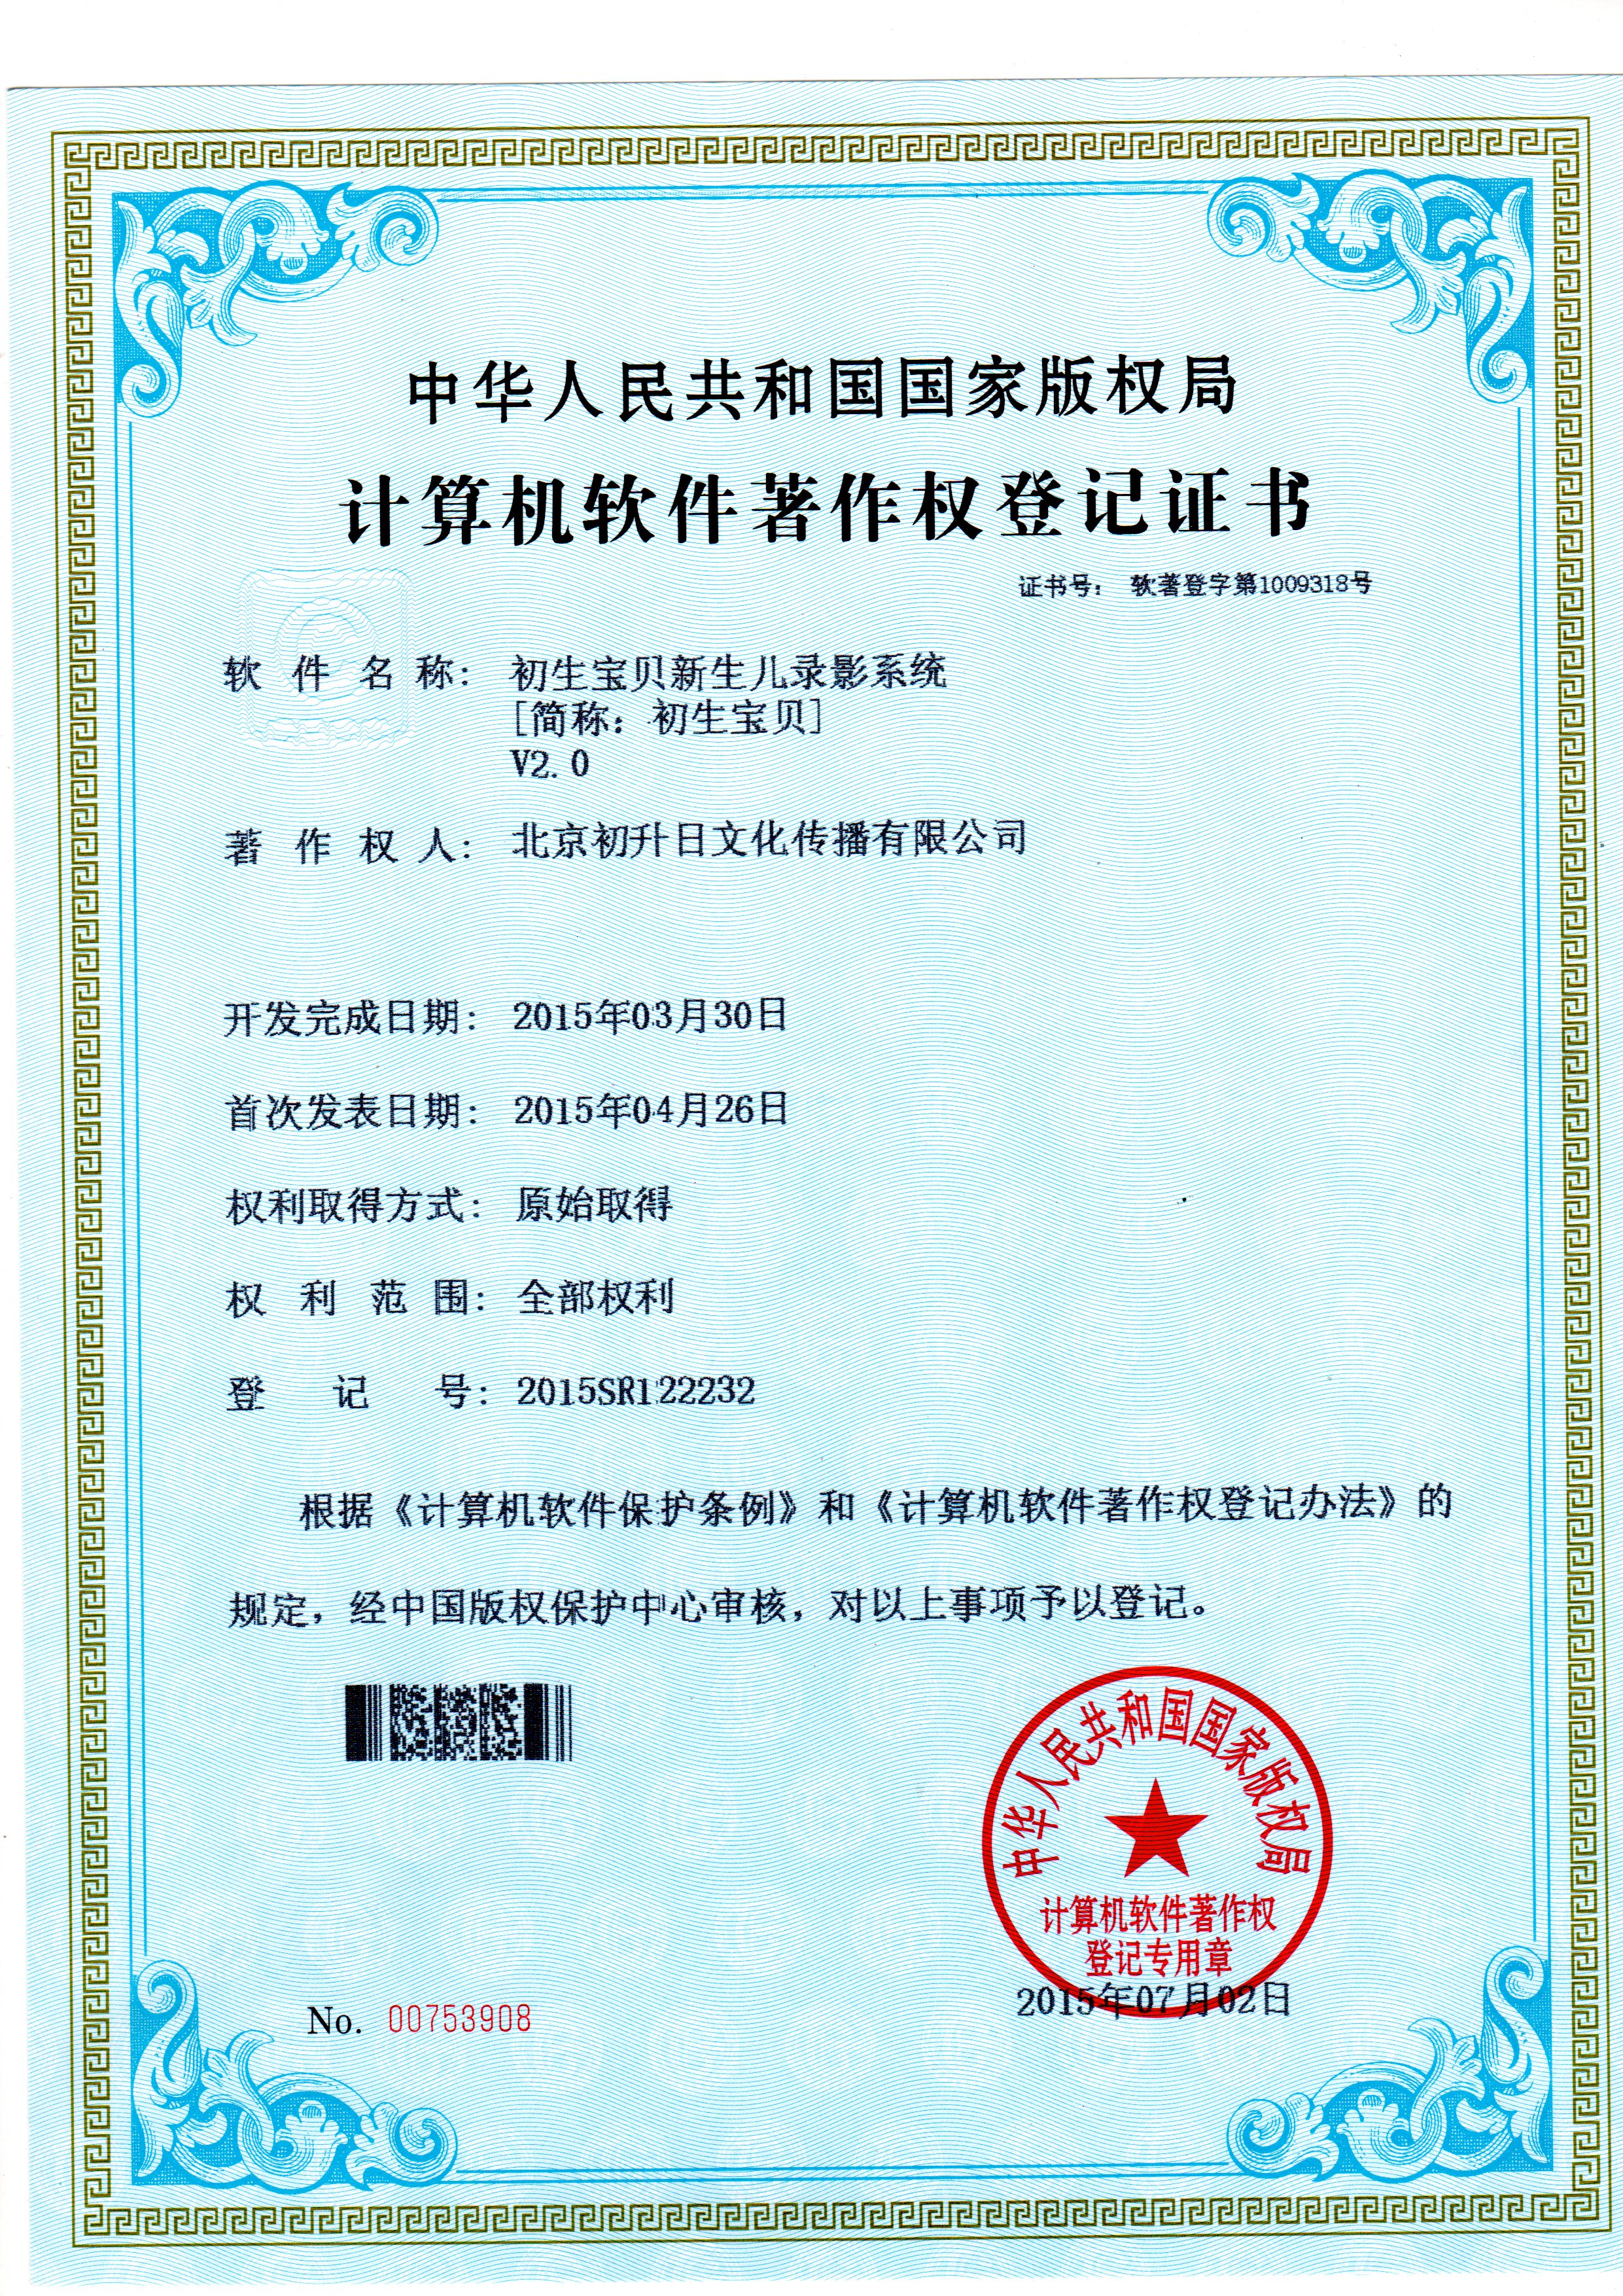 中华人民共和国国家版权局
计算机软件著作权登记证书
证书号： 软著登字第1009318号
软件名称： 初生宝贝新生儿录影系统
[简称：初生宝贝]
V2.0
著作权人： 北京初升日文化传播有限公司
开发完成日期： 2015年03月30日
首次发表日期： 2015年04月26日
权利取得方式： 原始取得
权利范围： 全部权利
登记号： 2015SR122232
根据《计算机软件保护条例》和《计算机软件著作权登记办法》的
规定，经中国版权保护中心审核，对以上事项予以登记。
中华人民共和国国家版权局
计算机软件著作权
登记专用章
2015年07月02日
No. 00753908